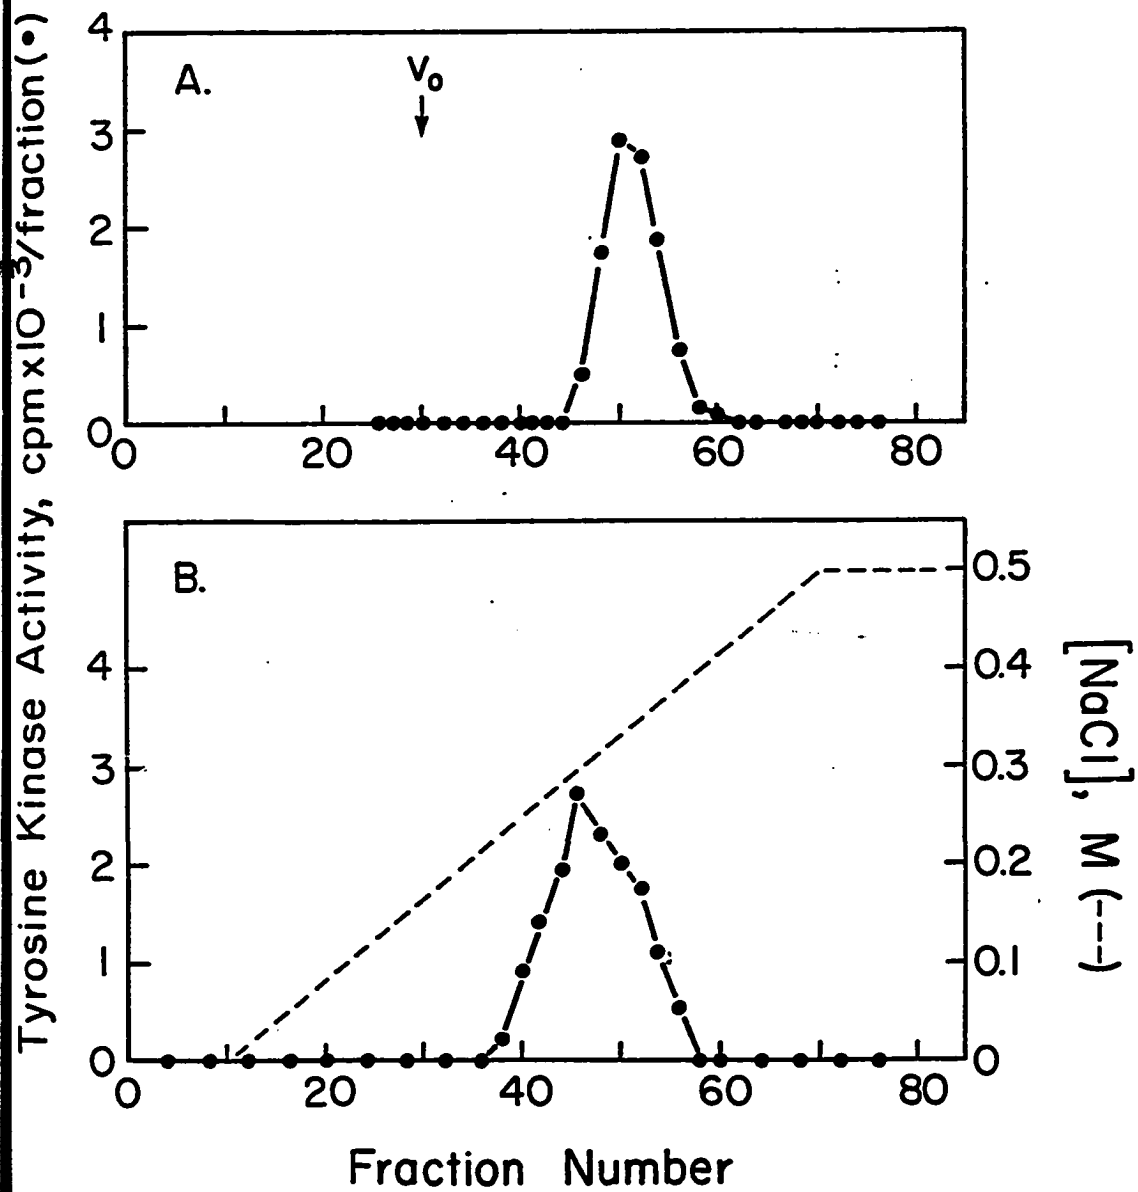 Tyrosine Kinase Activity, cpm x10⁻³/fraction (•)
A.
V₀
4
3
2
1
0
0 20 40 60 80
B.
4
3
2
1
0
0.5
0.4
0.3
0.2
0.1
0
[NaCl], M (---)
0 20 40 60 80
Fraction Number